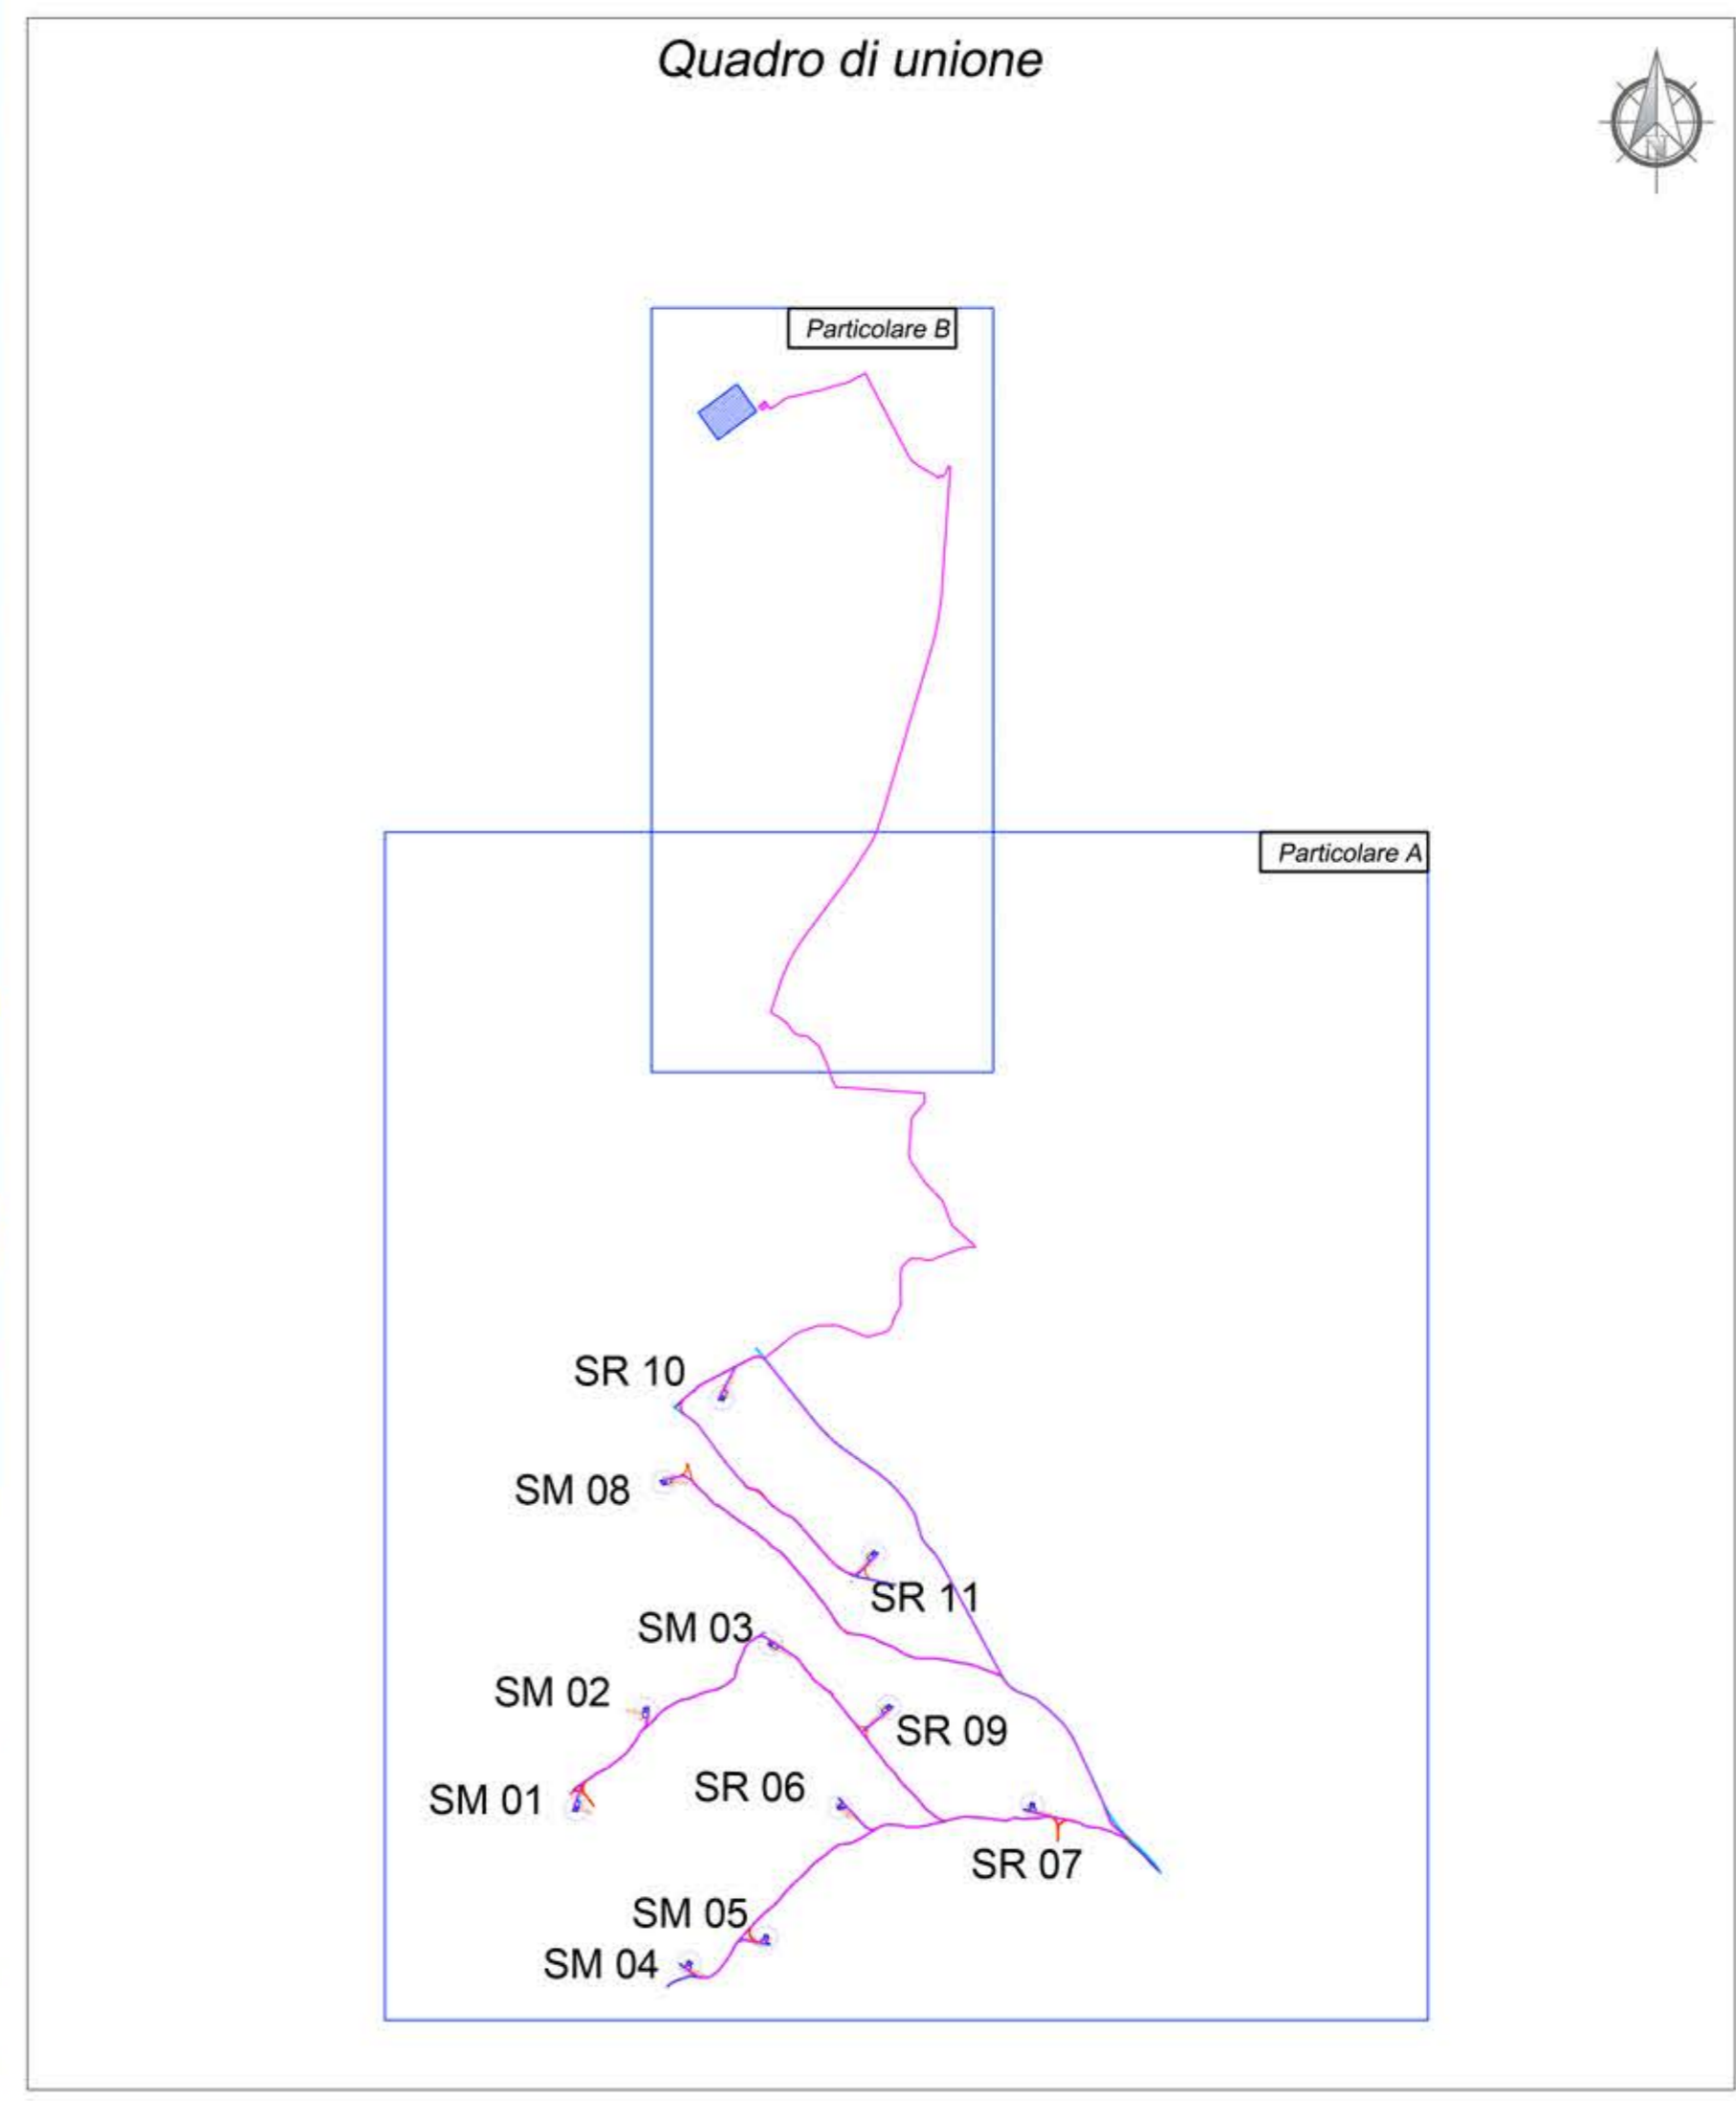 Quadro di unione
N
Particolare B
Particolare A
SR 10
SM 08
SR 11
SM 03
SM 02
SR 09
SR 06
SM 01
SR 07
SM 05
SM 04